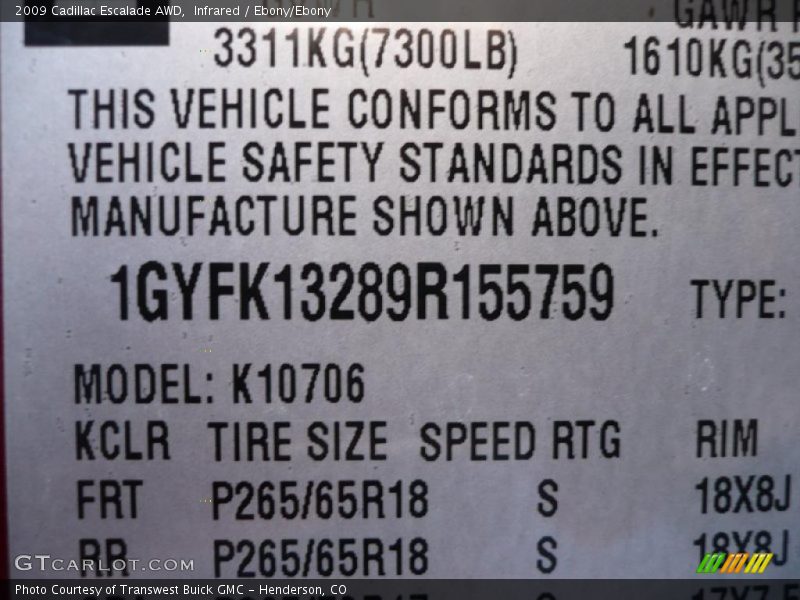 2009 Cadillac Escalade AWD, Infrared / Ebony/Ebony
GAWR
3311KG(7300LB) 1610KG(35
THIS VEHICLE CONFORMS TO ALL APPL
VEHICLE SAFETY STANDARDS IN EFFECT
MANUFACTURE SHOWN ABOVE.
1GYFK13289R155759 TYPE:
MODEL: K10706
KCLR TIRE SIZE SPEED RTG RIM
FRT P265/65R18 S 18X8J
RR P265/65R18 S 18X8J
GTCARLOT.COM
Photo Courtesy of Transwest Buick GMC - Henderson, CO